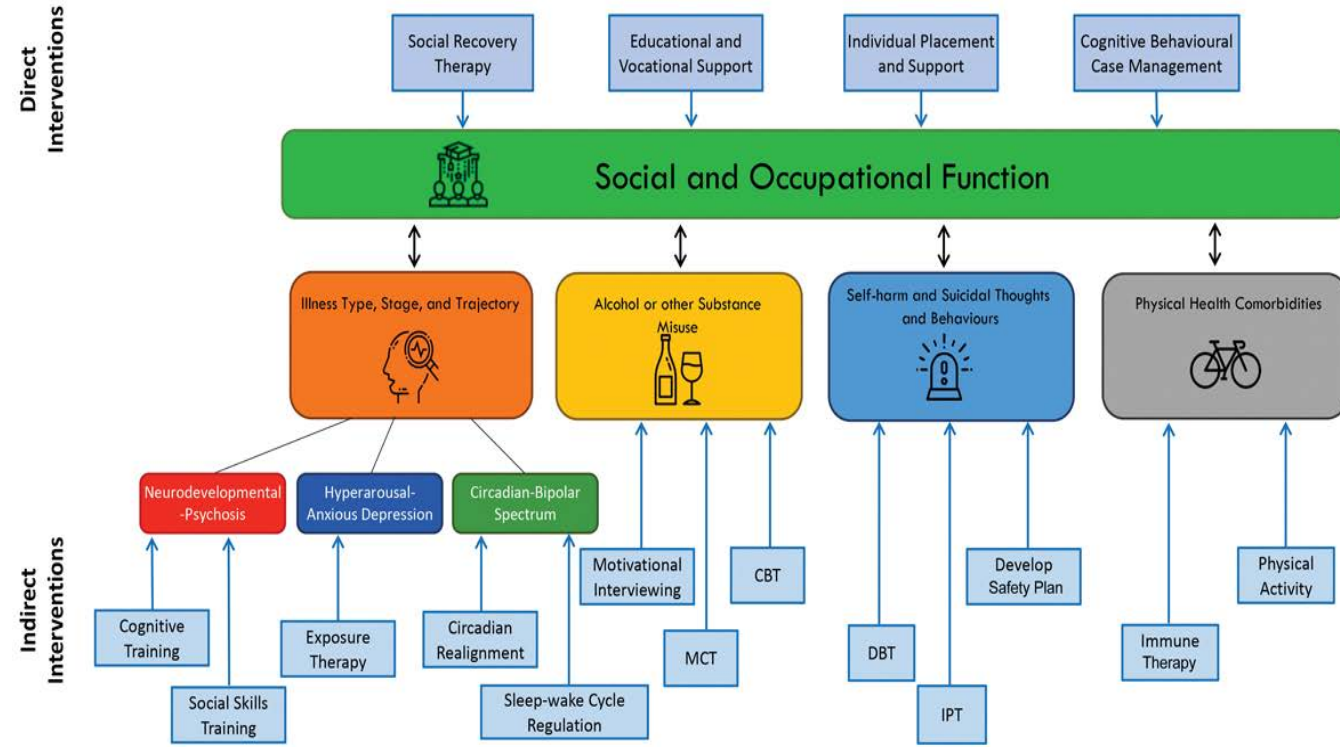 Direct
Interventions
Social Recovery
Therapy
Educational and
Vocational Support
Individual Placement
and Support
Cognitive Behavioural
Case Management
Social and Occupational Function
Illness Type, Stage, and Trajectory
Alcohol or other Substance
Misuse
Self-harm and Suicidal Thoughts
and Behaviours
Physical Health Comorbidities
Neurodevelopmental
-Psychosis
Hyperarousal-
Anxious Depression
Circadian-Bipolar
Spectrum
Indirect
Interventions
Cognitive
Training
Social Skills
Training
Exposure
Therapy
Circadian
Realignment
Sleep-wake Cycle
Regulation
Motivational
Interviewing
MCT
CBT
DBT
IPT
Develop
Safety Plan
Immune
Therapy
Physical
Activity